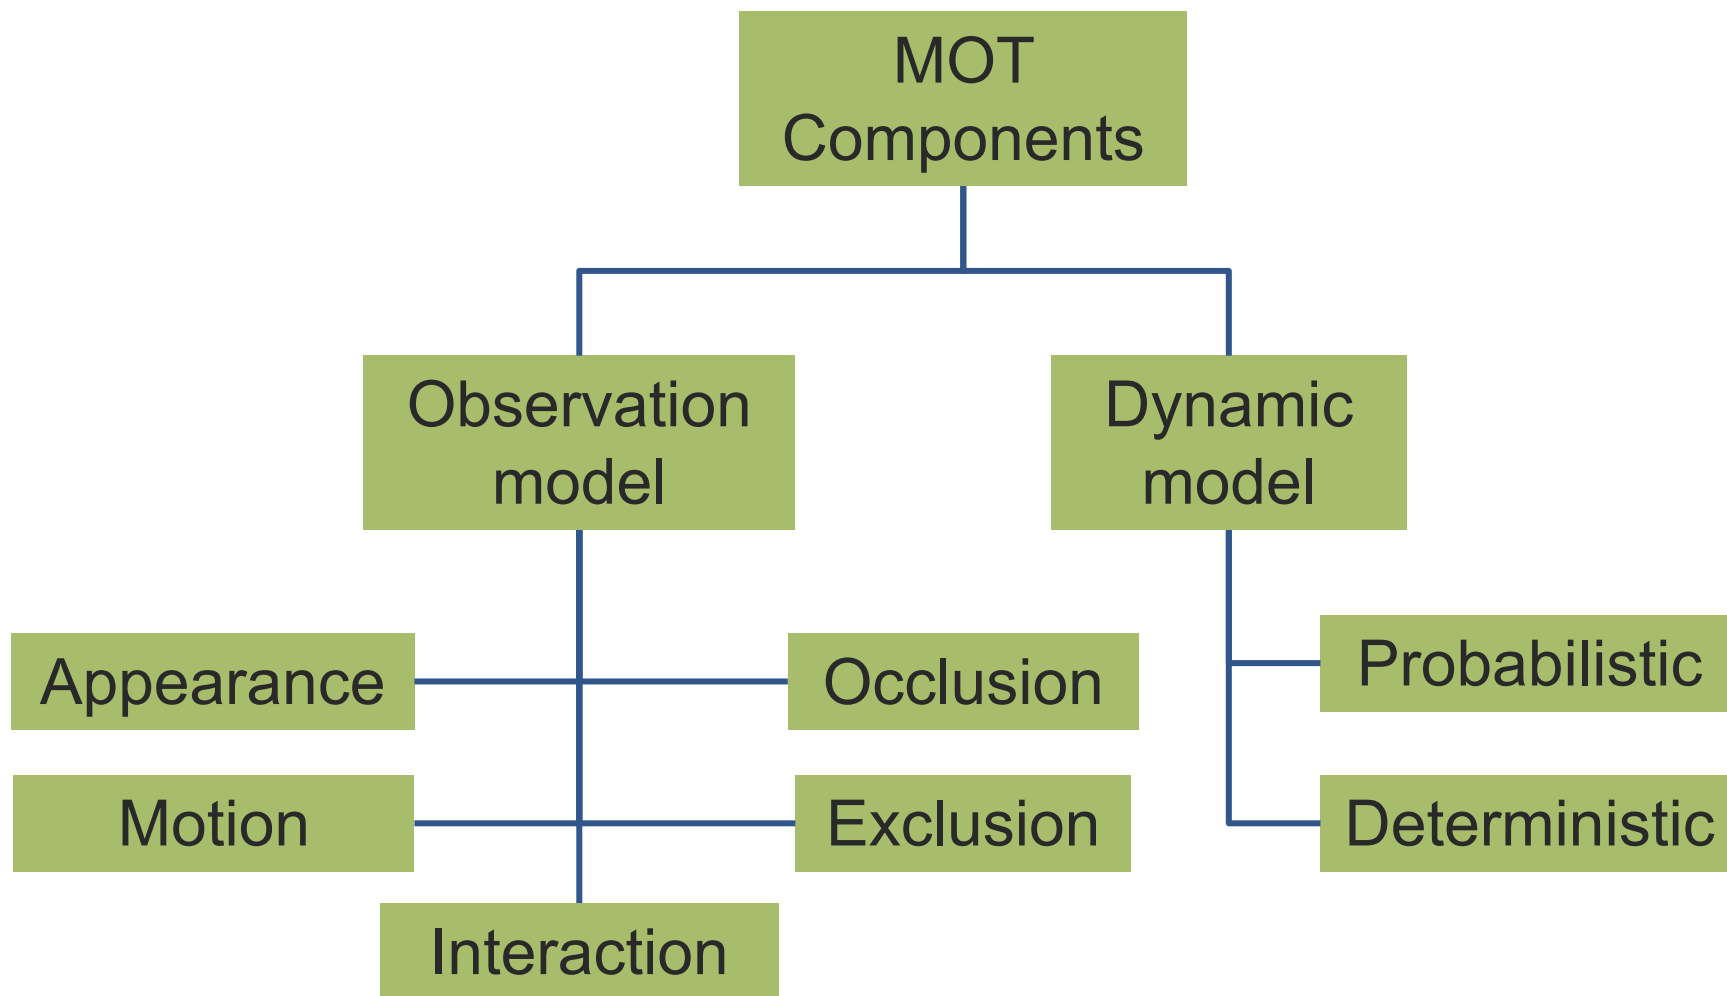 MOT
Components
Observation
model
Dynamic
model
Appearance
Occlusion
Probabilistic
Motion
Exclusion
Deterministic
Interaction